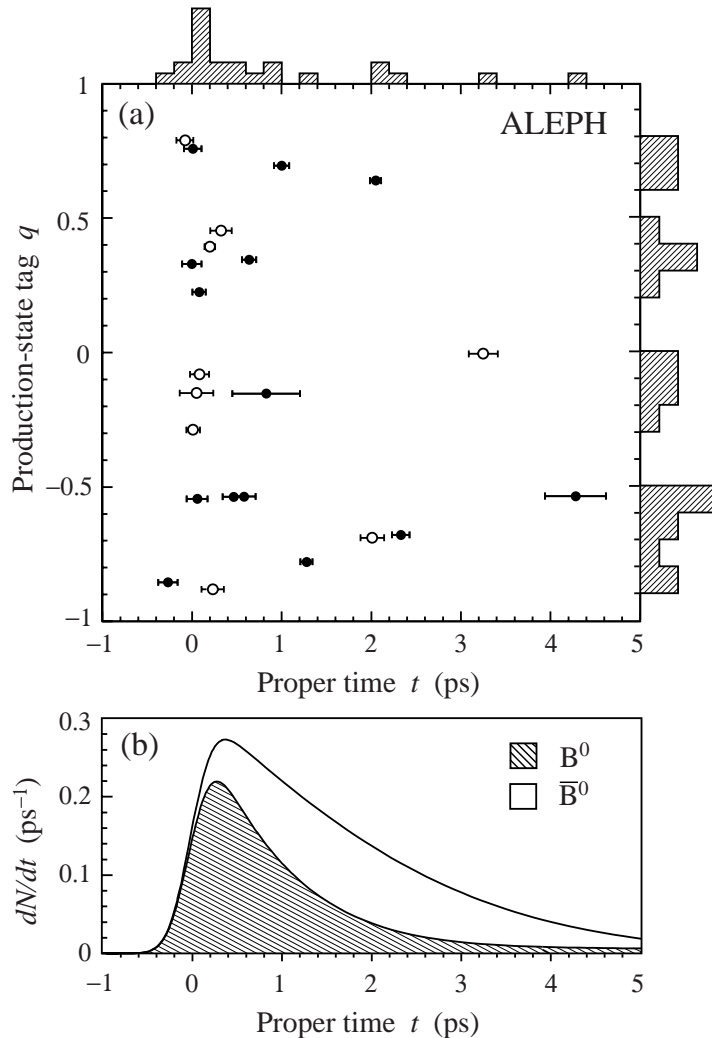 (a)
ALEPH
Production-state tag q
1
0.5
0
−0.5
−1
−1 0 1 2 3 4 5
Proper time t (ps)
(b)
B⁰
B̅⁰
dN/dt (ps⁻¹)
0.3
0.2
0.1
0
−1 0 1 2 3 4 5
Proper time t (ps)